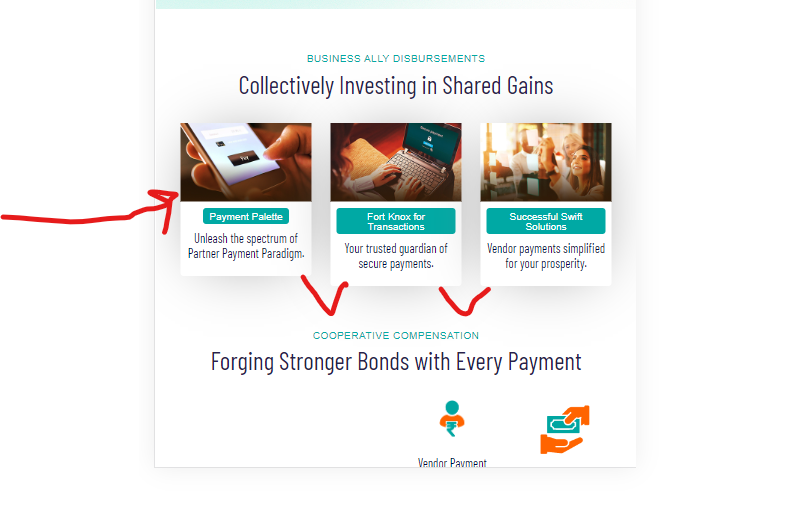 BUSINESS ALLY DISBURSEMENTS
Collectively Investing in Shared Gains
Payment Palette
Unleash the spectrum of
Partner Payment Paradigm.
Fort Knox for
Transactions
Your trusted guardian of
secure payments.
Successful Swift
Solutions
Vendor payments simplified
for your prosperity.
COOPERATIVE COMPENSATION
Forging Stronger Bonds with Every Payment
Vendor Payment